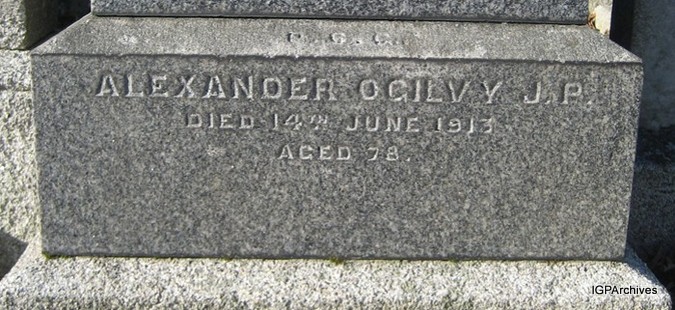 P. G. C.
ALEXANDER OGILVY J.P.
DIED 14TH JUNE 1913
AGED 78.
IGPArchives